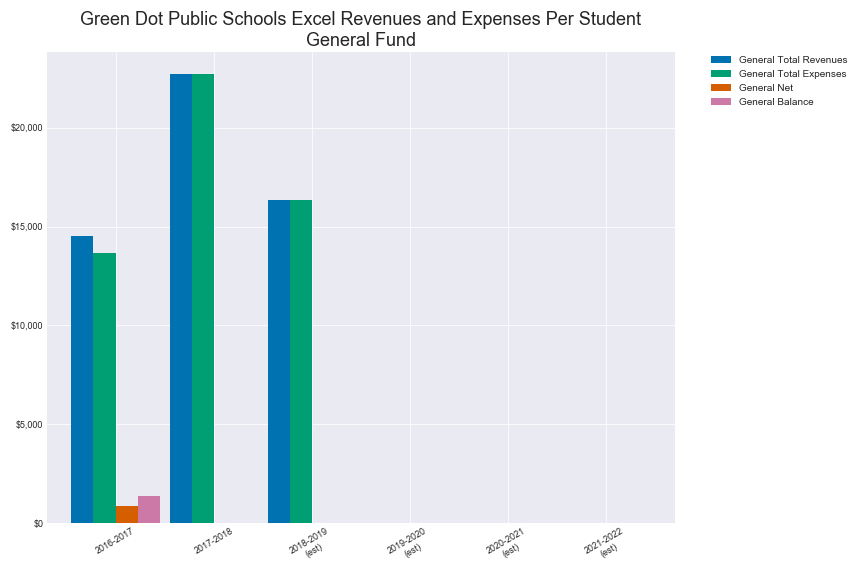 Green Dot Public Schools Excel Revenues and Expenses Per Student
General Fund
General Total Revenues
General Total Expenses
General Net
General Balance
$20,000
$15,000
$10,000
$5,000
$0
2016-2017
2017-2018
2018-2019
(est)
2019-2020
(est)
2020-2021
(est)
2021-2022
(est)